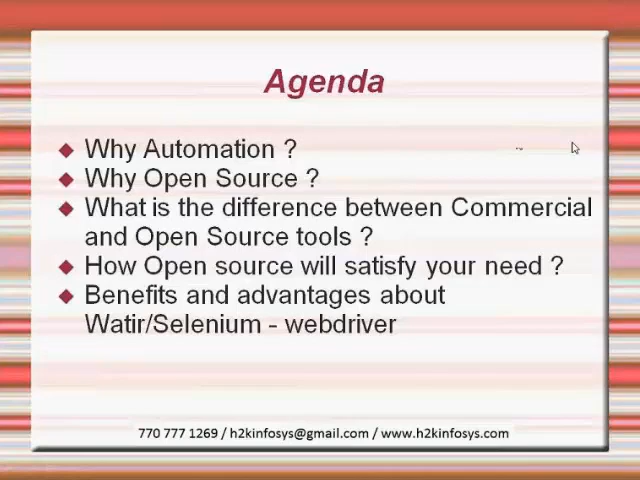 Agenda
Why Automation ?
Why Open Source ?
What is the difference between Commercial
and Open Source tools ?
How Open source will satisfy your need ?
Benefits and advantages about
Watir/Selenium - webdriver
770 777 1269 / h2kinfosys@gmail.com / www.h2kinfosys.com